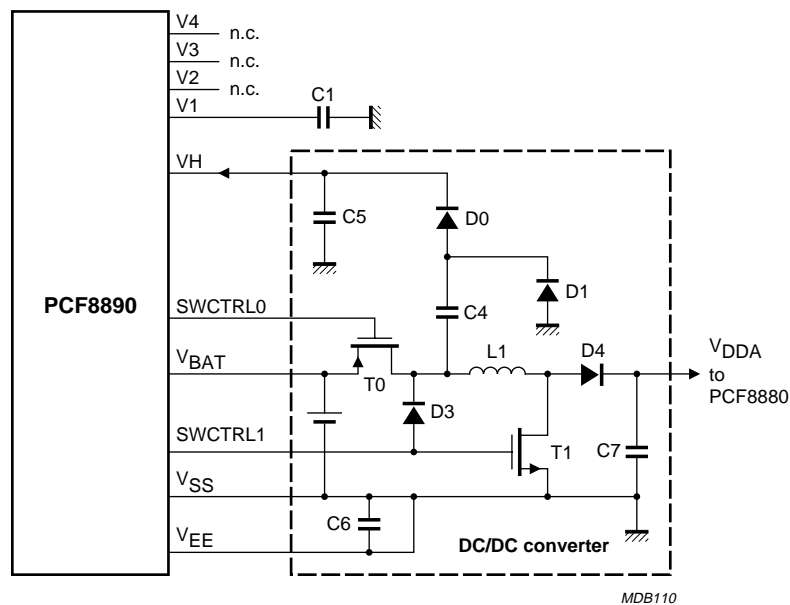 V4
n.c.
V3
n.c.
V2
n.c.
V1
C1
VH
C5
D0
D1
C4
PCF8890
SWCTRL0
VBAT
T0
L1
D4
VDDA
to
PCF8880
D3
SWCTRL1
T1
C7
VSS
C6
VEE
DC/DC converter
MDB110